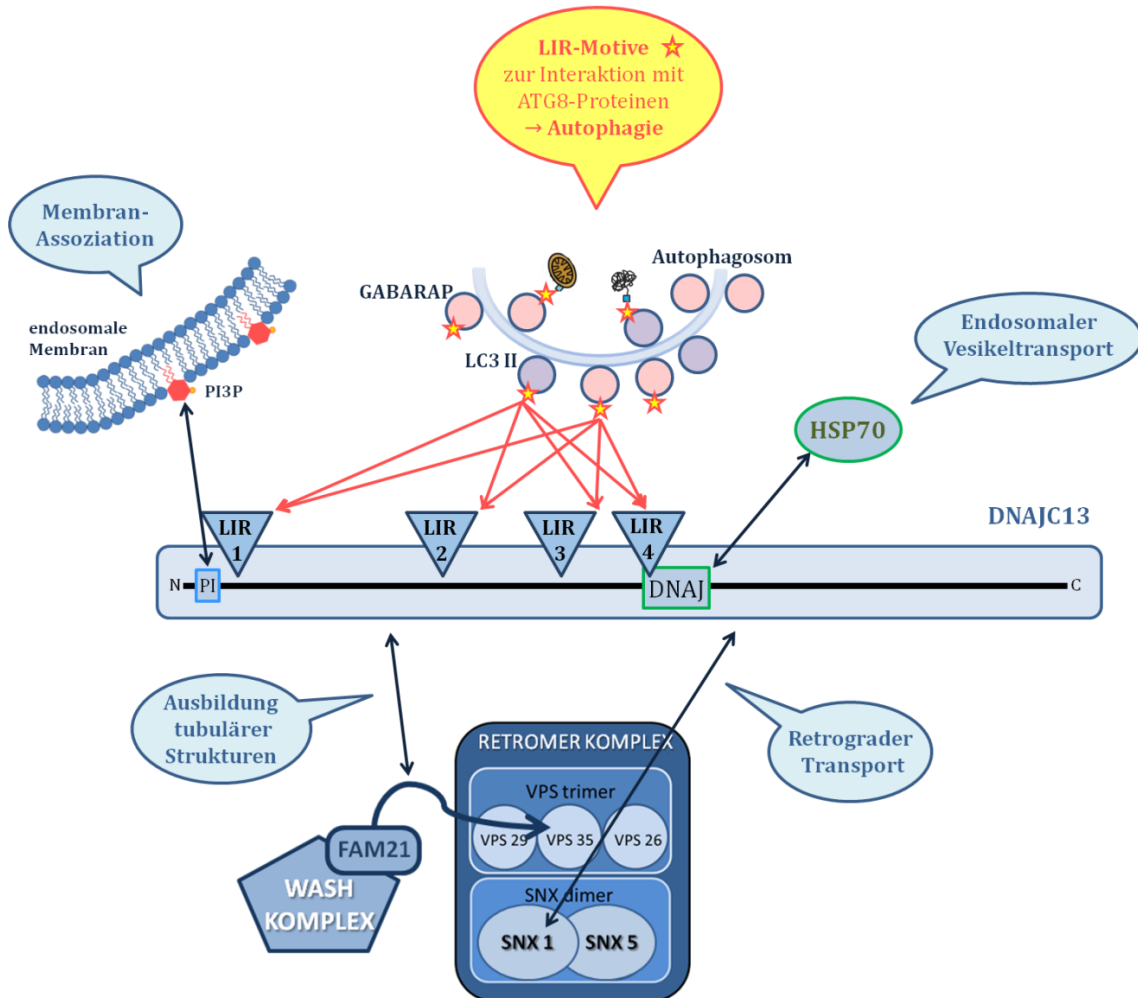 LIR-Motive
zur Interaktion mit
ATG8-Proteinen
→ Autophagie
Membran-
Assoziation
Autophagosom
GABARAP
endosomale
Membran
LC3 II
PI3P
Endosomaler
Vesikeltransport
HSP70
DNAJC13
LIR
1
LIR
2
LIR
3
LIR
4
N
PI
DNAJ
C
Ausbildung
tubulärer
Strukturen
Retrograder
Transport
RETROMER KOMPLEX
VPS trimer
VPS 29
VPS 35
VPS 26
FAM21
WASH
KOMPLEX
SNX dimer
SNX 1
SNX 5